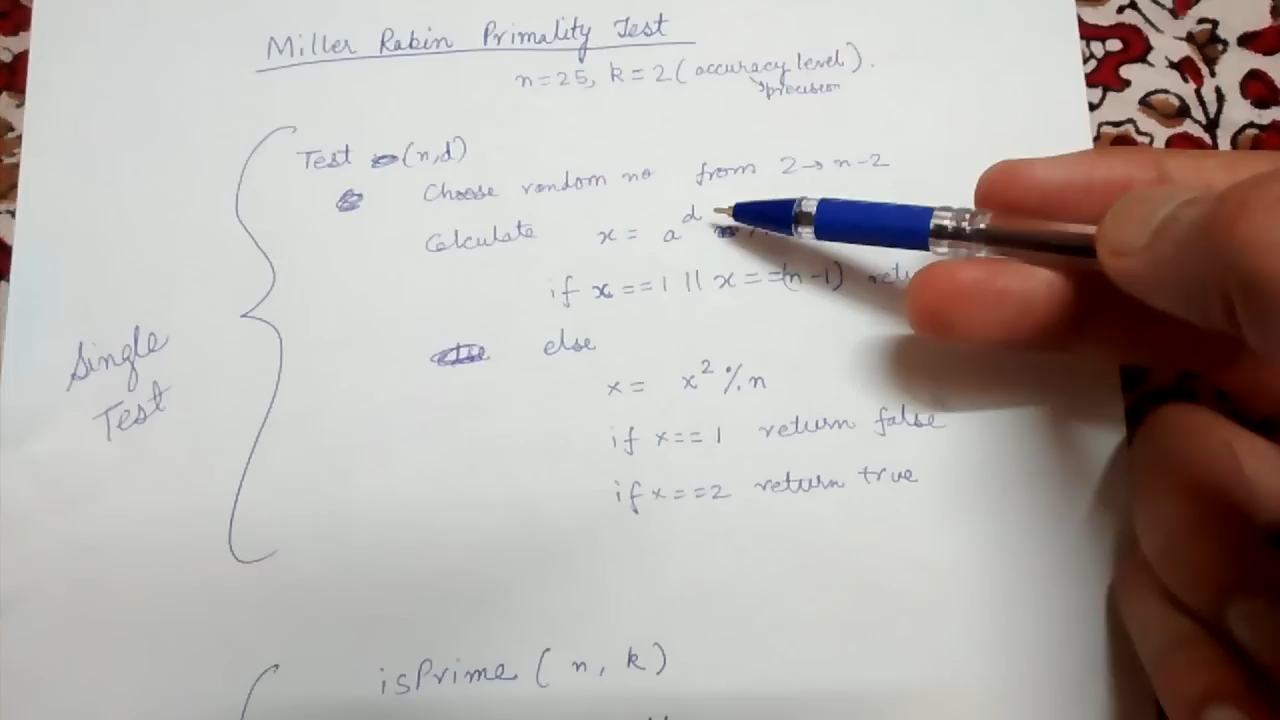 Miller Rabin Primality Test
n=25, k=2 (accuracy level).
precision
Test (n,d)
Choose random no from 2→n-2
Calculate x = a^d
if x==1 || x==(n-1)
else
x = x² % n
if x==1 return false
if x==2 return true
Single
Test
isPrime (n, k)